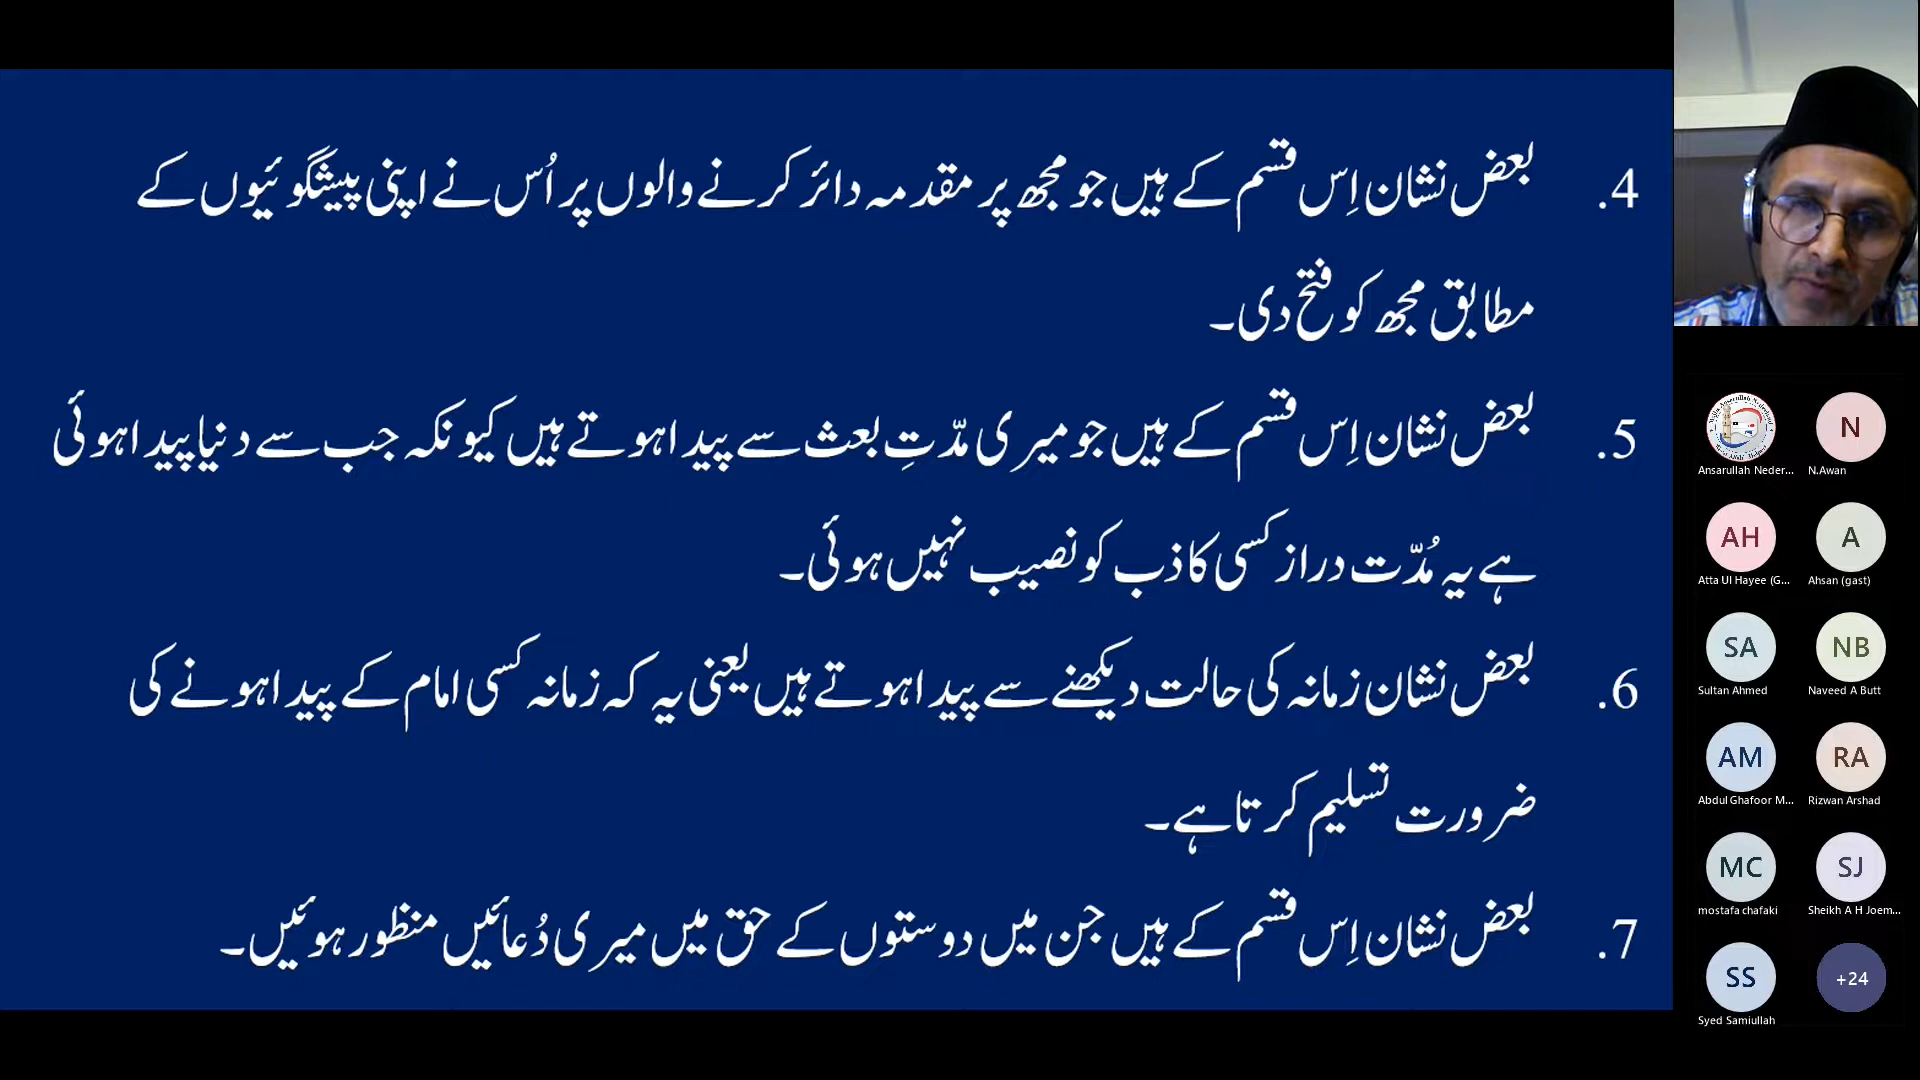 4. بعض نشان اِس قسم کے ہیں جو مجھ پر مقدمہ دائر کرنے والوں پر اُس نے اپنی پیشگوئیوں کے
مطابق مجھ کو فتح دی۔
5. بعض نشان اِس قسم کے ہیں جو میری مدّتِ بعث سے پیدا ہوتے ہیں کیونکہ جب سے دنیا پیدا ہوئی
ہے یہ مُدّت دراز کسی کاذب کو نصیب نہیں ہوئی۔
6. بعض نشان زمانہ کی حالت دیکھنے سے پیدا ہوتے ہیں یعنی یہ کہ زمانہ کسی امام کے پیدا ہونے کی
ضرورت تسلیم کرتا ہے۔
7. بعض نشان اِس قسم کے ہیں جن میں دوستوں کے حق میں میری دُعائیں منظور ہوئیں۔
N
Ansarullah Neder... N.Awan
AH A
Atta Ul Hayee (G... Ahsan (gast)
SA NB
Sultan Ahmed Naveed A Butt
AM RA
Abdul Ghafoor M... Rizwan Arshad
MC SJ
mostafa chafaki Sheikh A H Joem...
SS +24
Syed Samiullah